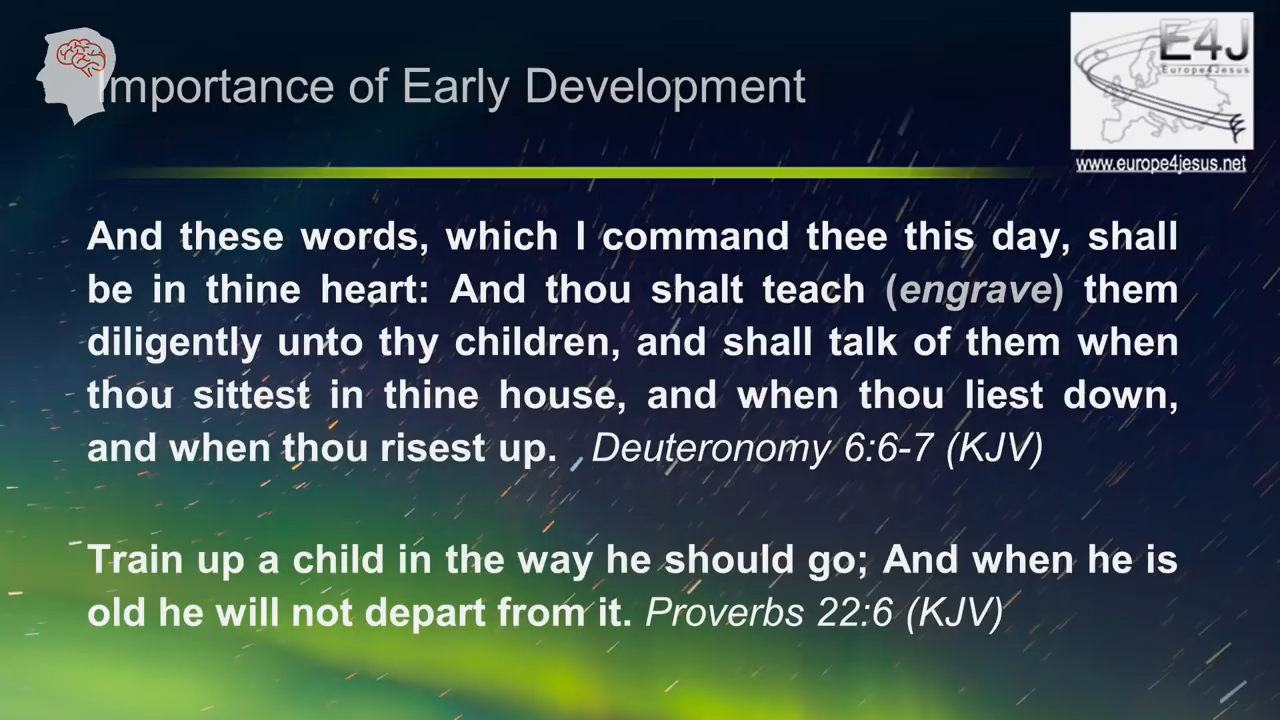 Importance of Early Development
E4J
Europe4Jesus
www.europe4jesus.net
And these words, which I command thee this day, shall
be in thine heart: And thou shalt teach (engrave) them
diligently unto thy children, and shall talk of them when
thou sittest in thine house, and when thou liest down,
and when thou risest up. Deuteronomy 6:6-7 (KJV)
Train up a child in the way he should go; And when he is
old he will not depart from it. Proverbs 22:6 (KJV)